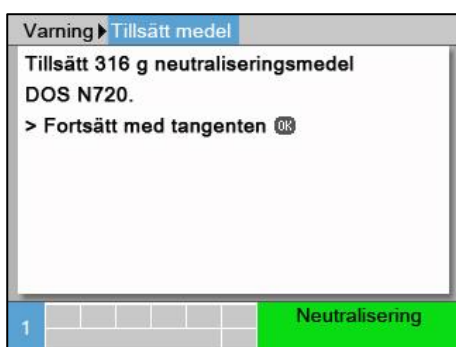 Varning Tillsätt medel
Tillsätt 316 g neutraliseringsmedel
DOS N720.
> Fortsätt med tangenten OK
1 Neutralisering